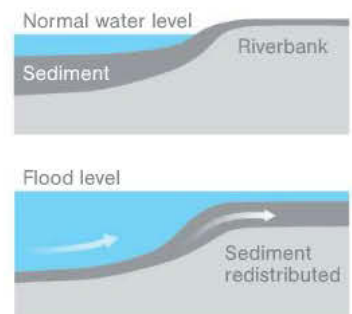 Normal water level
Riverbank
Sediment
Flood level
Sediment
redistributed